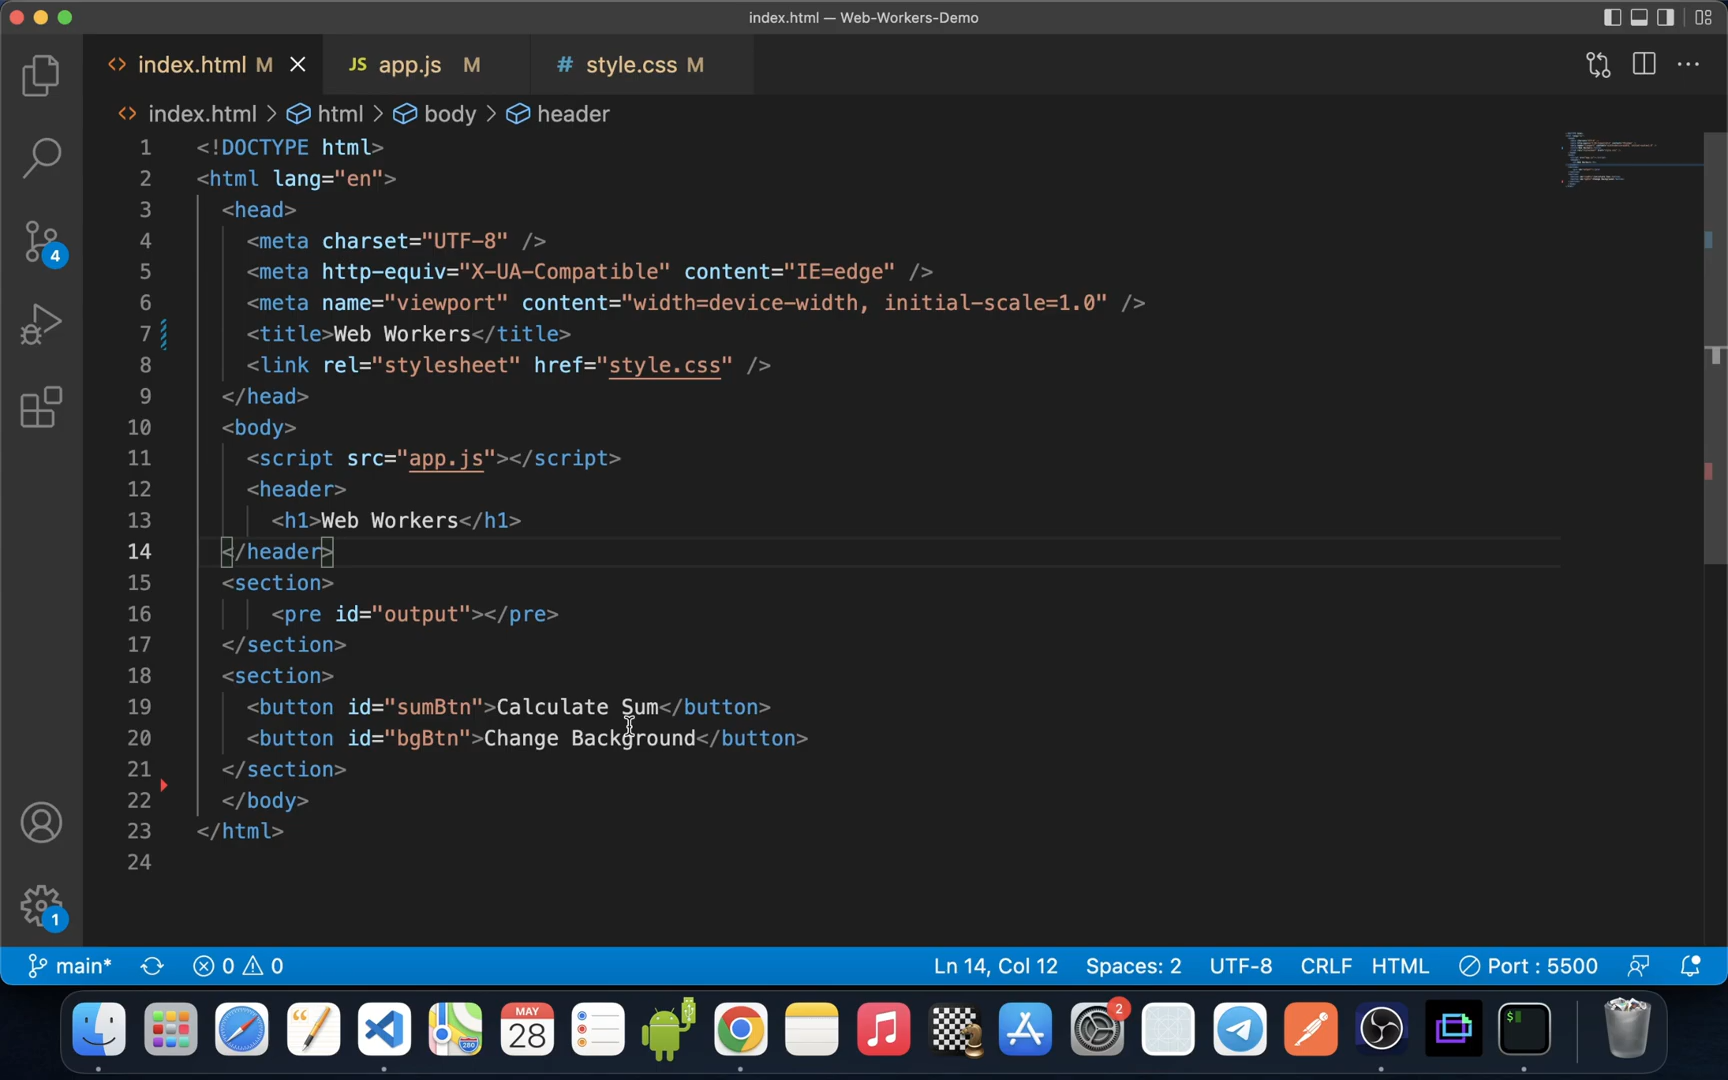 index.html — Web-Workers-Demo
<> index.html M
JS app.js M
# style.css M
<> index.html > html > body > header
1 <!DOCTYPE html>
2 <html lang="en">
3 <head>
4 <meta charset="UTF-8" />
5 <meta http-equiv="X-UA-Compatible" content="IE=edge" />
6 <meta name="viewport" content="width=device-width, initial-scale=1.0" />
7 <title>Web Workers</title>
8 <link rel="stylesheet" href="style.css" />
9 </head>
10 <body>
11 <script src="app.js"></script>
12 <header>
13 <h1>Web Workers</h1>
14 </header>
15 <section>
16 <pre id="output"></pre>
17 </section>
18 <section>
19 <button id="sumBtn">Calculate Sum</button>
20 <button id="bgBtn">Change Background</button>
21 </section>
22 </body>
23 </html>
24
4
1
main* 0 0
Ln 14, Col 12 Spaces: 2 UTF-8 CRLF HTML Port : 5500
MAY
28
280
2
$